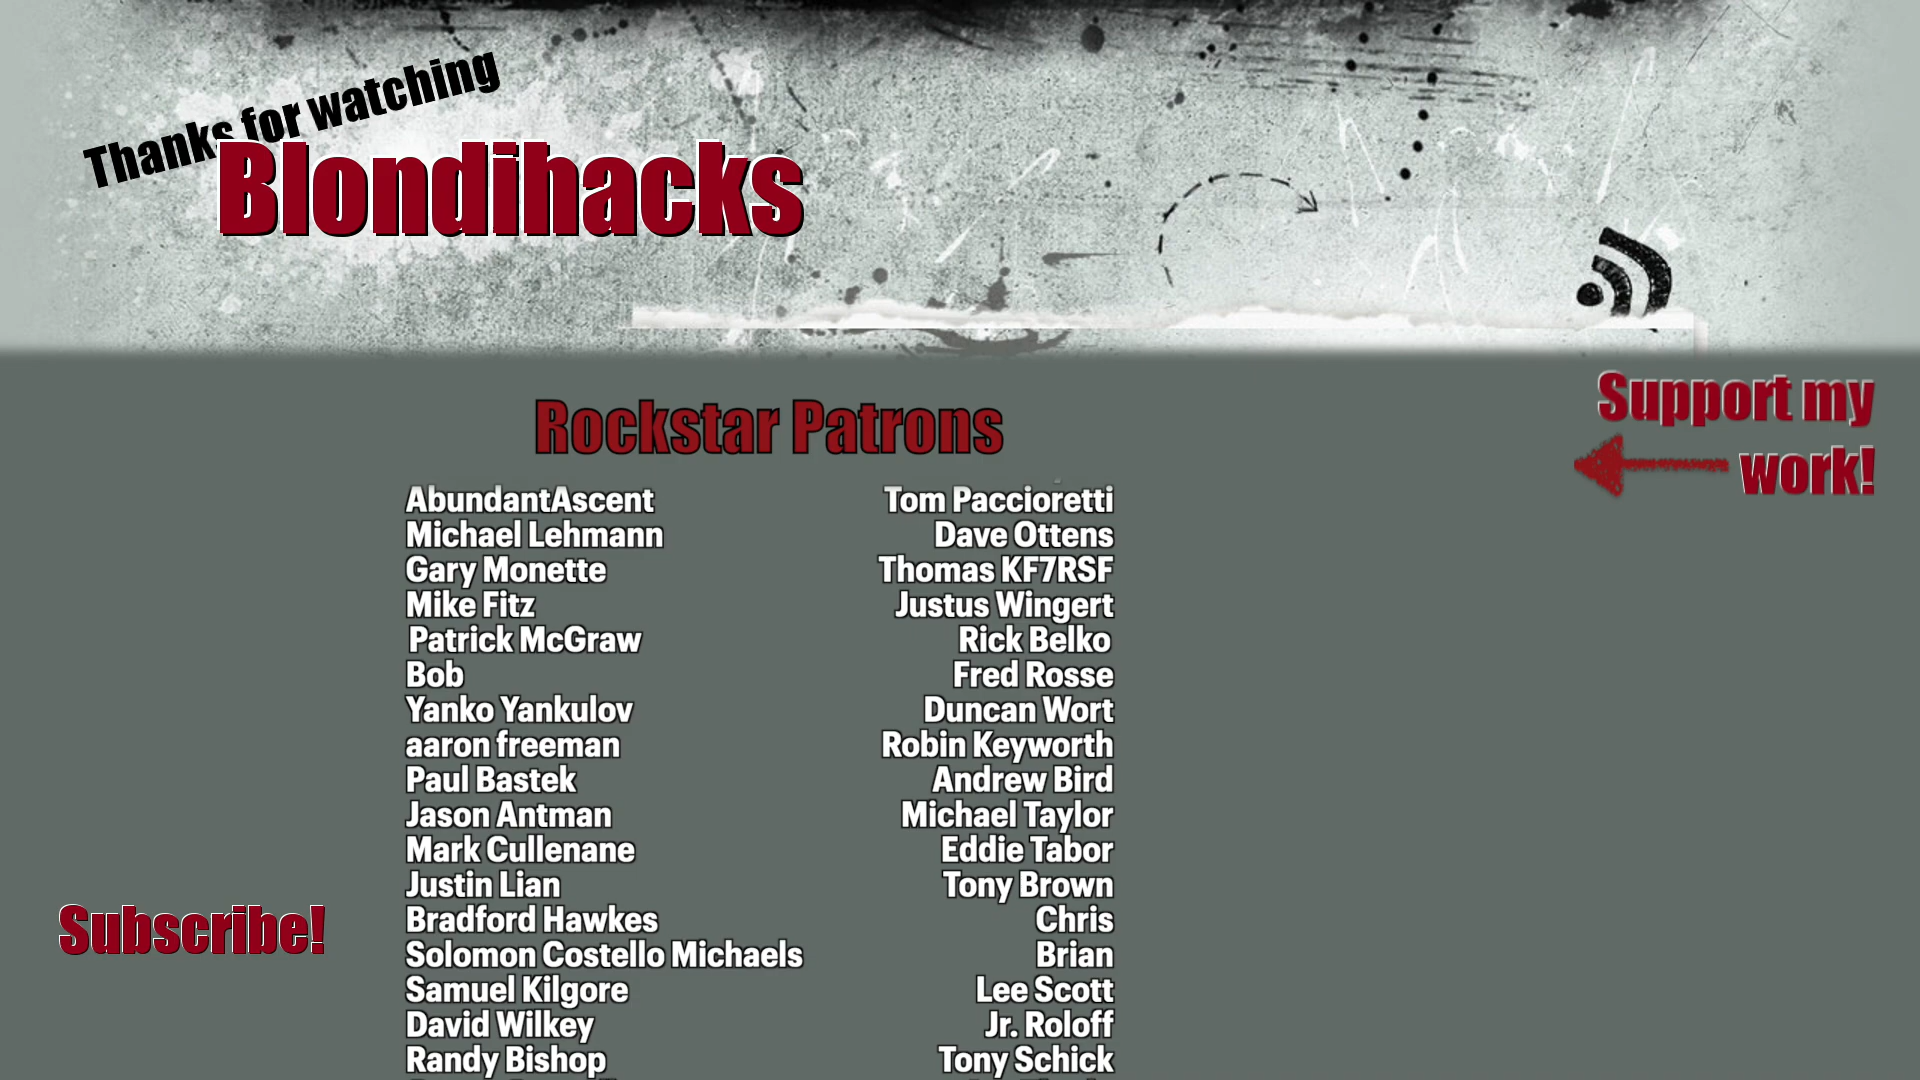 Thanks for watching
Blondihacks
Support my
work!
Rockstar Patrons
AbundantAscent Tom Paccioretti
Michael Lehmann Dave Ottens
Gary Monette Thomas KF7RSF
Mike Fitz Justus Wingert
Patrick McGraw Rick Belko
Bob Fred Rosse
Yanko Yankulov Duncan Wort
aaron freeman Robin Keyworth
Paul Bastek Andrew Bird
Jason Antman Michael Taylor
Mark Cullenane Eddie Tabor
Justin Lian Tony Brown
Bradford Hawkes Chris
Solomon Costello Michaels Brian
Samuel Kilgore Lee Scott
David Wilkey Jr. Roloff
Randy Bishop Tony Schick
Subscribe!